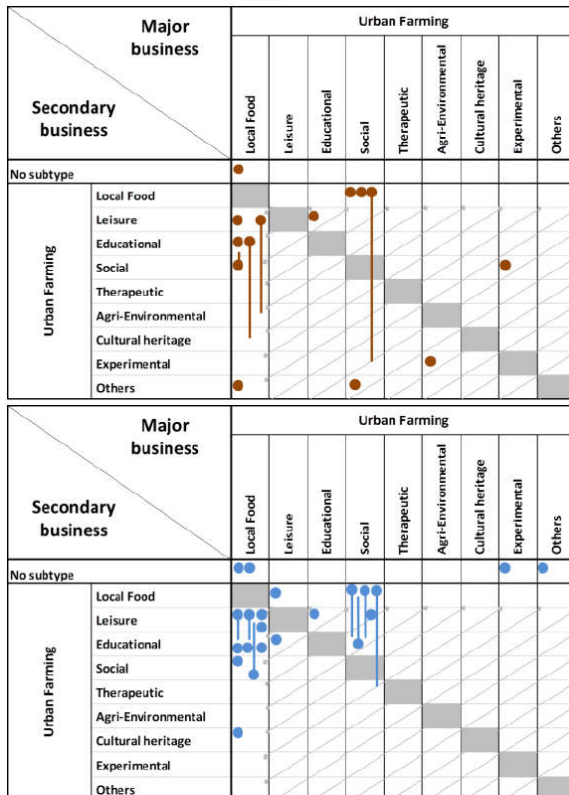 Major
business
Urban Farming
Secondary
business
Local Food
Leisure
Educational
Social
Therapeutic
Agri-Environmental
Cultural heritage
Experimental
Others
No subtype
Urban Farming
Local Food
Leisure
Educational
Social
Therapeutic
Agri-Environmental
Cultural heritage
Experimental
Others
Major
business
Urban Farming
Secondary
business
Local Food
Leisure
Educational
Social
Therapeutic
Agri-Environmental
Cultural heritage
Experimental
Others
No subtype
Urban Farming
Local Food
Leisure
Educational
Social
Therapeutic
Agri-Environmental
Cultural heritage
Experimental
Others